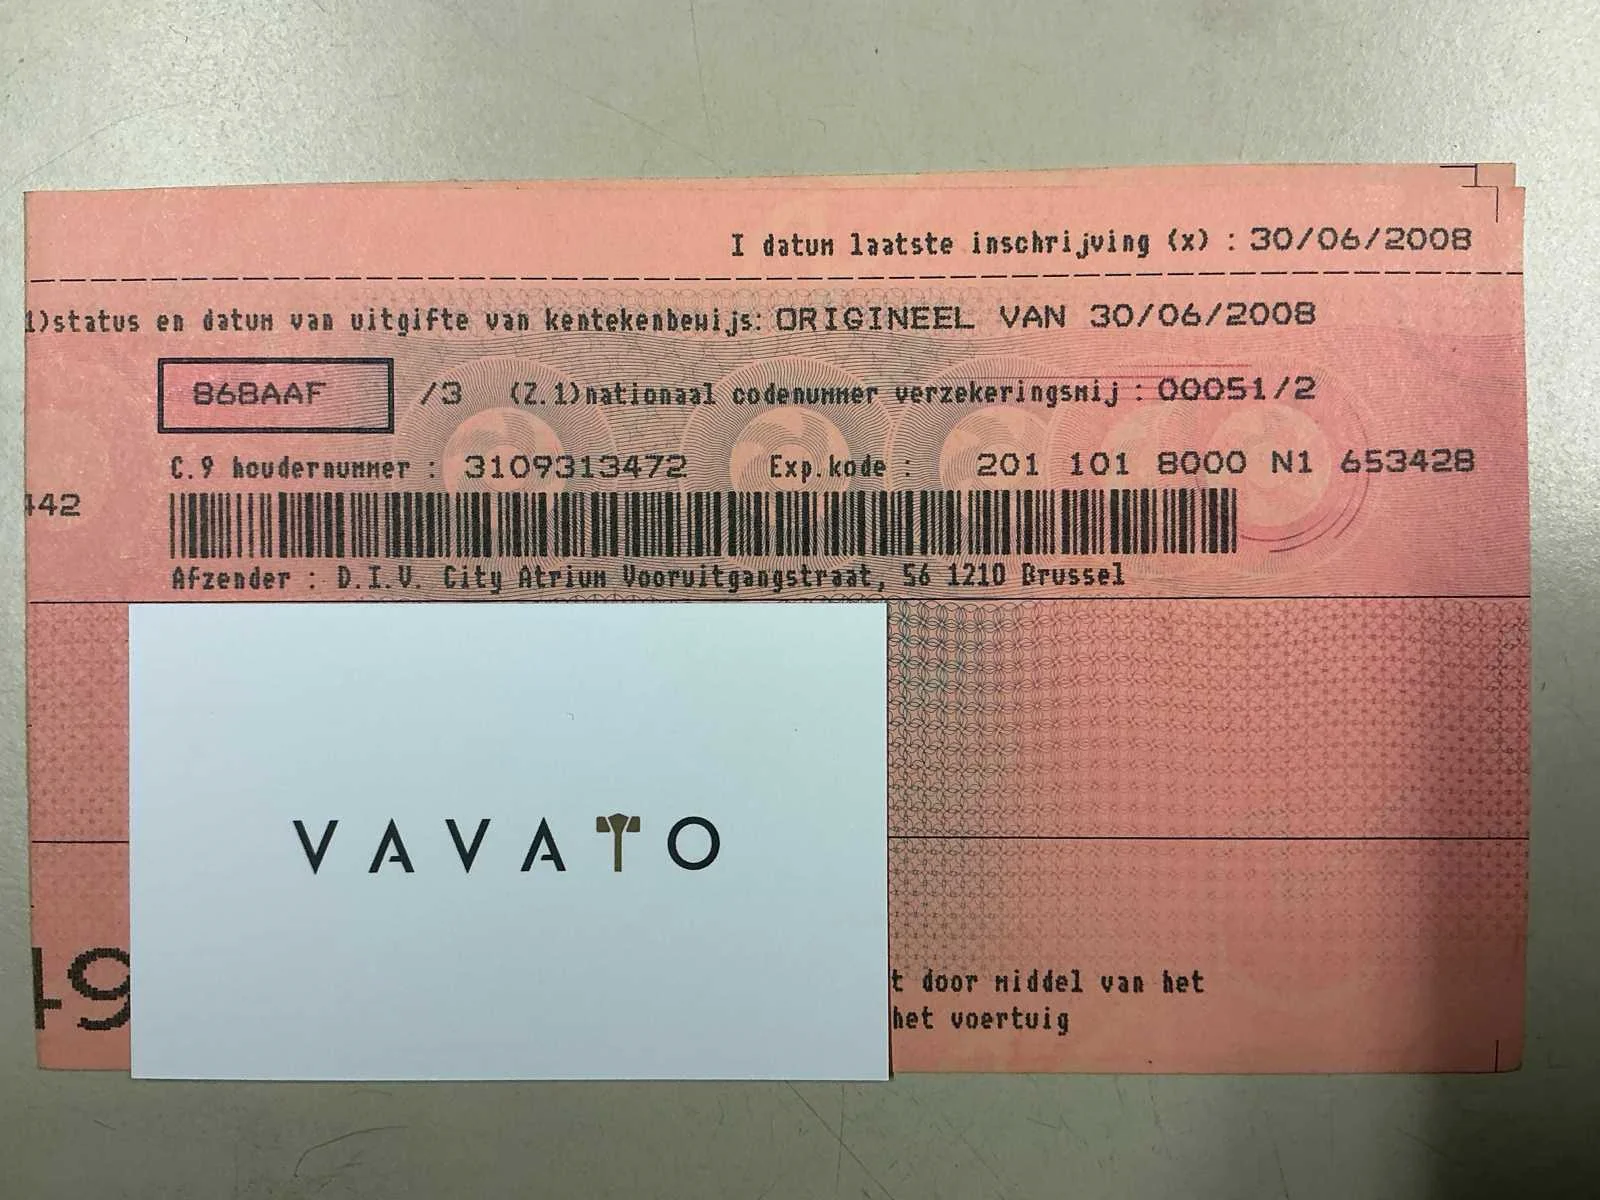 I datum laatste inschrijving (x) : 30/06/2008
1)status en datum van uitgifte van kentekenbewijs: ORIGINEEL VAN 30/06/2008
868AAF /3 (Z.1)nationaal codenummer verzekeringsmij : 00051/2
C.9 houdernummer : 3109313472 Exp.kode : 201 101 8000 N1 653428
442
Afzender : D.I.V. City Atrium Vooruitgangstraat, 56 1210 Brussel
VAVATO
49
t door middel van het
het voertuig